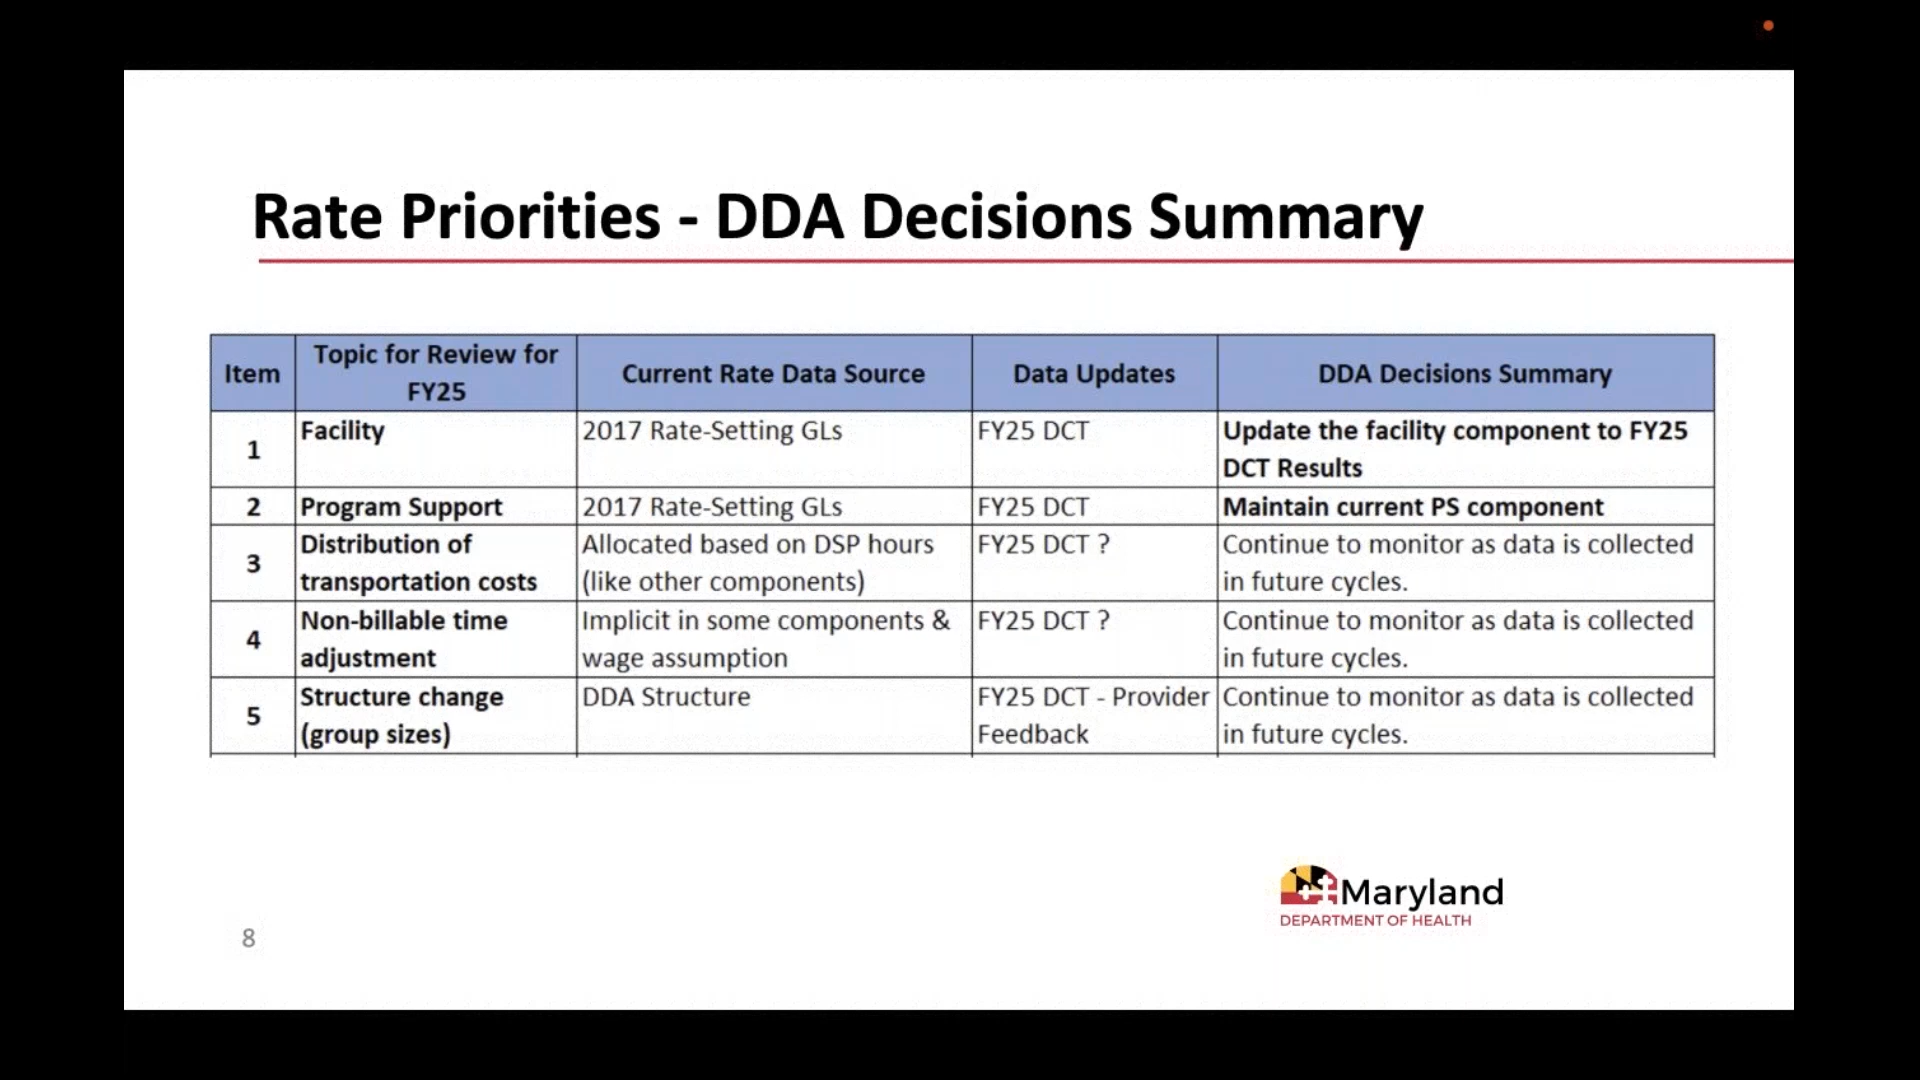 Rate Priorities - DDA Decisions Summary
Item
Topic for Review for
FY25
Current Rate Data Source
Data Updates
DDA Decisions Summary
1
Facility
2017 Rate-Setting GLs
FY25 DCT
Update the facility component to FY25
DCT Results
2
Program Support
2017 Rate-Setting GLs
FY25 DCT
Maintain current PS component
3
Distribution of
transportation costs
Allocated based on DSP hours
(like other components)
FY25 DCT ?
Continue to monitor as data is collected
in future cycles.
4
Non-billable time
adjustment
Implicit in some components &
wage assumption
FY25 DCT ?
Continue to monitor as data is collected
in future cycles.
5
Structure change
(group sizes)
DDA Structure
FY25 DCT - Provider
Feedback
Continue to monitor as data is collected
in future cycles.
Maryland
DEPARTMENT OF HEALTH
8